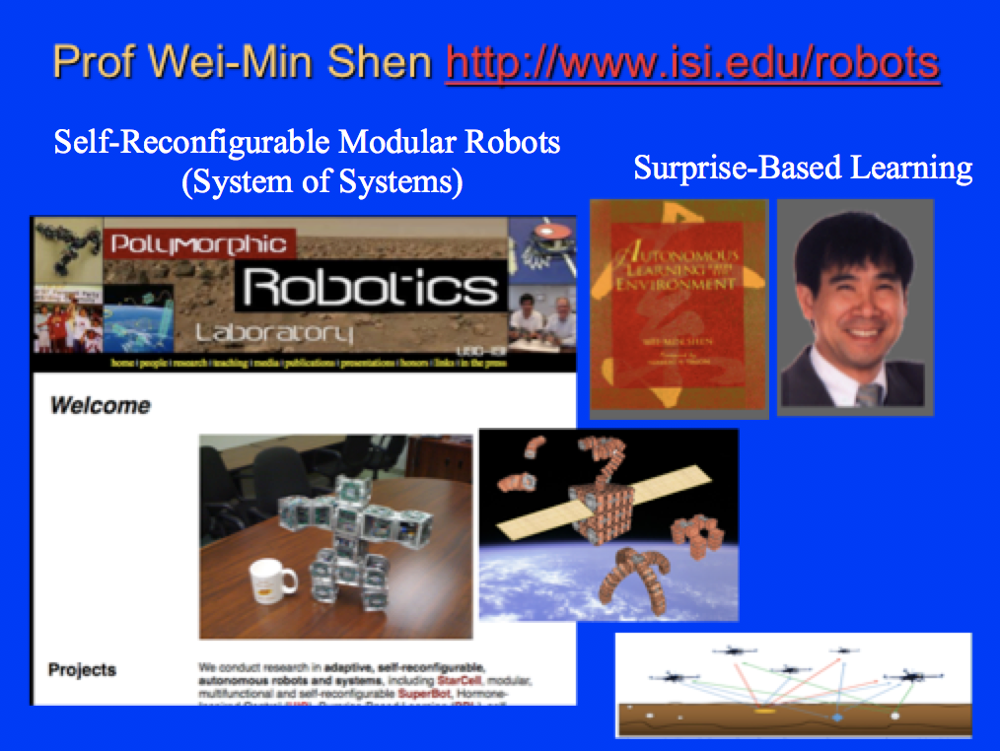 Prof Wei-Min Shen http://www.isi.edu/robots
Self-Reconfigurable Modular Robots
(System of Systems)
Surprise-Based Learning
Polymorphic
Robotics
Laboratory
USC-ISI
home | people | research | teaching | media | publications | presentations | honors | links | in the press
AUTONOMOUS
LEARNING FROM THE
ENVIRONMENT
WEI-MIN SHEN
Welcome
Projects
We conduct research in adaptive, self-reconfigurable,
autonomous robots and systems, including StarCell, modular,
multifunctional and self-reconfigurable SuperBot, Hormone-